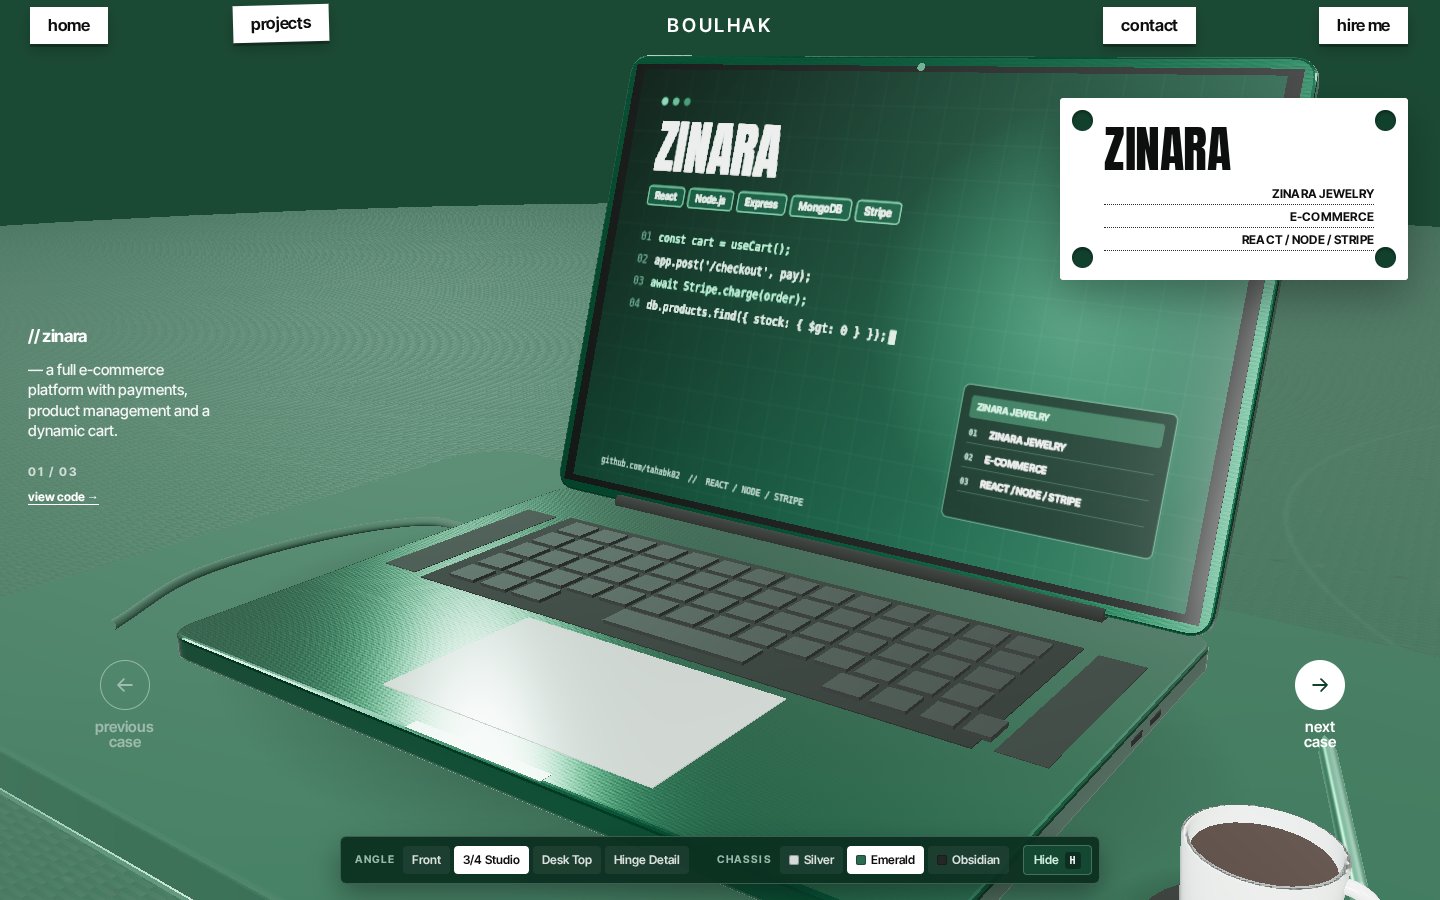 home
projects
BOULHAK
contact
hire me
ZINARA
React Node.js Express MongoDB Stripe
01 const cart = useCart();
02 app.post('/checkout', pay);
03 await Stripe.charge(order);
04 db.products.find({ stock: { $gt: 0 } });
ZINARA JEWELRY
01 ZINARA JEWELRY
02 E-COMMERCE
03 REACT / NODE / STRIPE
github.com/tahabk02 // REACT / NODE / STRIPE
ZINARA
ZINARA JEWELRY
E-COMMERCE
REACT / NODE / STRIPE
// zinara
— a full e-commerce
platform with payments,
product management and a
dynamic cart.
01 / 03
view code →
previous
case
next
case
ANGLE Front 3/4 Studio Desk Top Hinge Detail CHASSIS Silver Emerald Obsidian Hide H